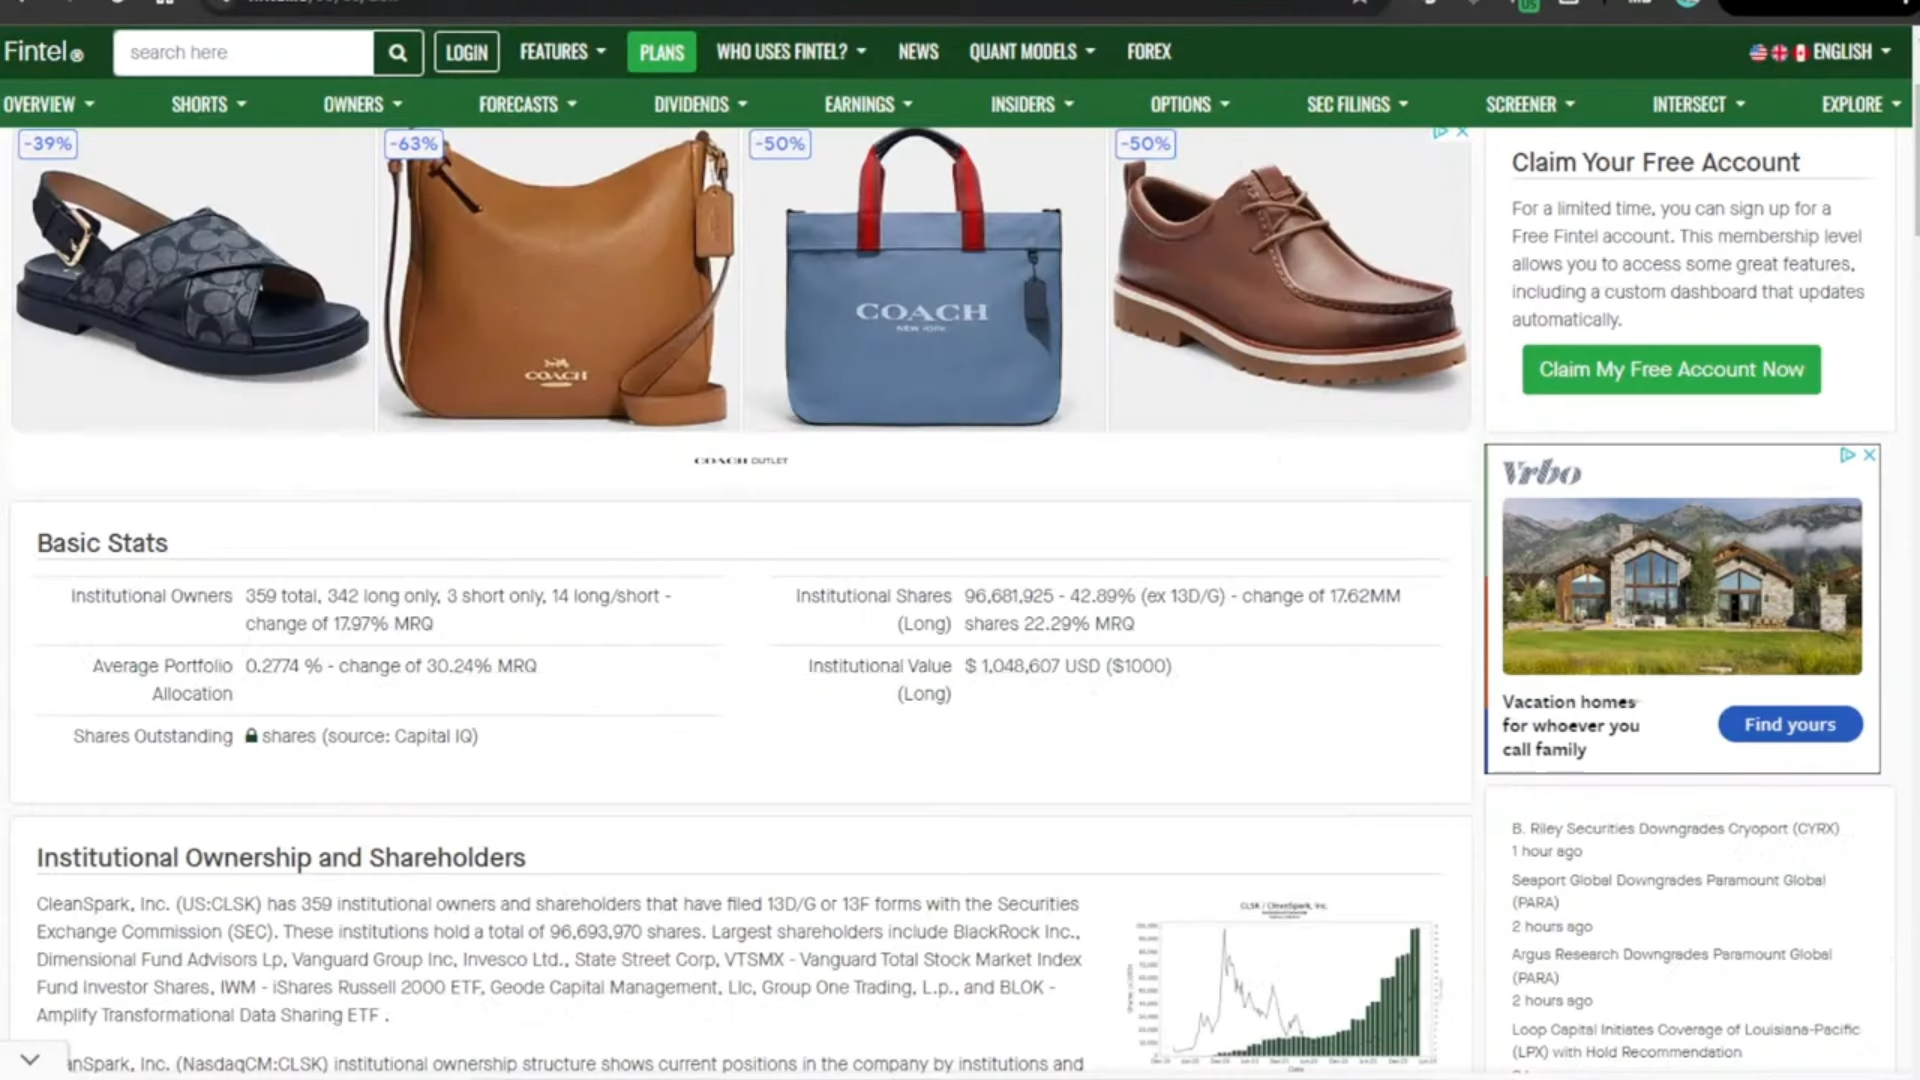 Fintel®
search here
LOGIN
FEATURES
PLANS
WHO USES FINTEL?
NEWS
QUANT MODELS
FOREX
ENGLISH
OVERVIEW
SHORTS
OWNERS
FORECASTS
DIVIDENDS
EARNINGS
INSIDERS
OPTIONS
SEC FILINGS
SCREENER
INTERSECT
EXPLORE
-39%
-63%
-50%
-50%
COACH
COACH
NEW YORK
COACH OUTLET
Claim Your Free Account
For a limited time, you can sign up for a
Free Fintel account. This membership level
allows you to access some great features,
including a custom dashboard that updates
automatically.
Claim My Free Account Now
Vrbo
Vacation homes
for whoever you
call family
Find yours
Basic Stats
Institutional Owners 359 total, 342 long only, 3 short only, 14 long/short -
change of 17.97% MRQ
Average Portfolio 0.2774 % - change of 30.24% MRQ
Allocation
Shares Outstanding shares (source: Capital IQ)
Institutional Shares 96,681,925 - 42.89% (ex 13D/G) - change of 17.62MM
(Long) shares 22.29% MRQ
Institutional Value $ 1,048,607 USD ($1000)
(Long)
Institutional Ownership and Shareholders
CleanSpark, Inc. (US:CLSK) has 359 institutional owners and shareholders that have filed 13D/G or 13F forms with the Securities
Exchange Commission (SEC). These institutions hold a total of 96,693,970 shares. Largest shareholders include BlackRock Inc.,
Dimensional Fund Advisors Lp, Vanguard Group Inc, Invesco Ltd., State Street Corp, VTSMX - Vanguard Total Stock Market Index
Fund Investor Shares, IWM - iShares Russell 2000 ETF, Geode Capital Management, Llc, Group One Trading, L.p., and BLOK -
Amplify Transformational Data Sharing ETF .
anSpark, Inc. (NasdaqCM:CLSK) institutional ownership structure shows current positions in the company by institutions and
CLSK / CleanSpark, Inc.
B. Riley Securities Downgrades Cryoport (CYRX)
1 hour ago
Seaport Global Downgrades Paramount Global
(PARA)
2 hours ago
Argus Research Downgrades Paramount Global
(PARA)
2 hours ago
Loop Capital Initiates Coverage of Louisiana-Pacific
(LPX) with Hold Recommendation